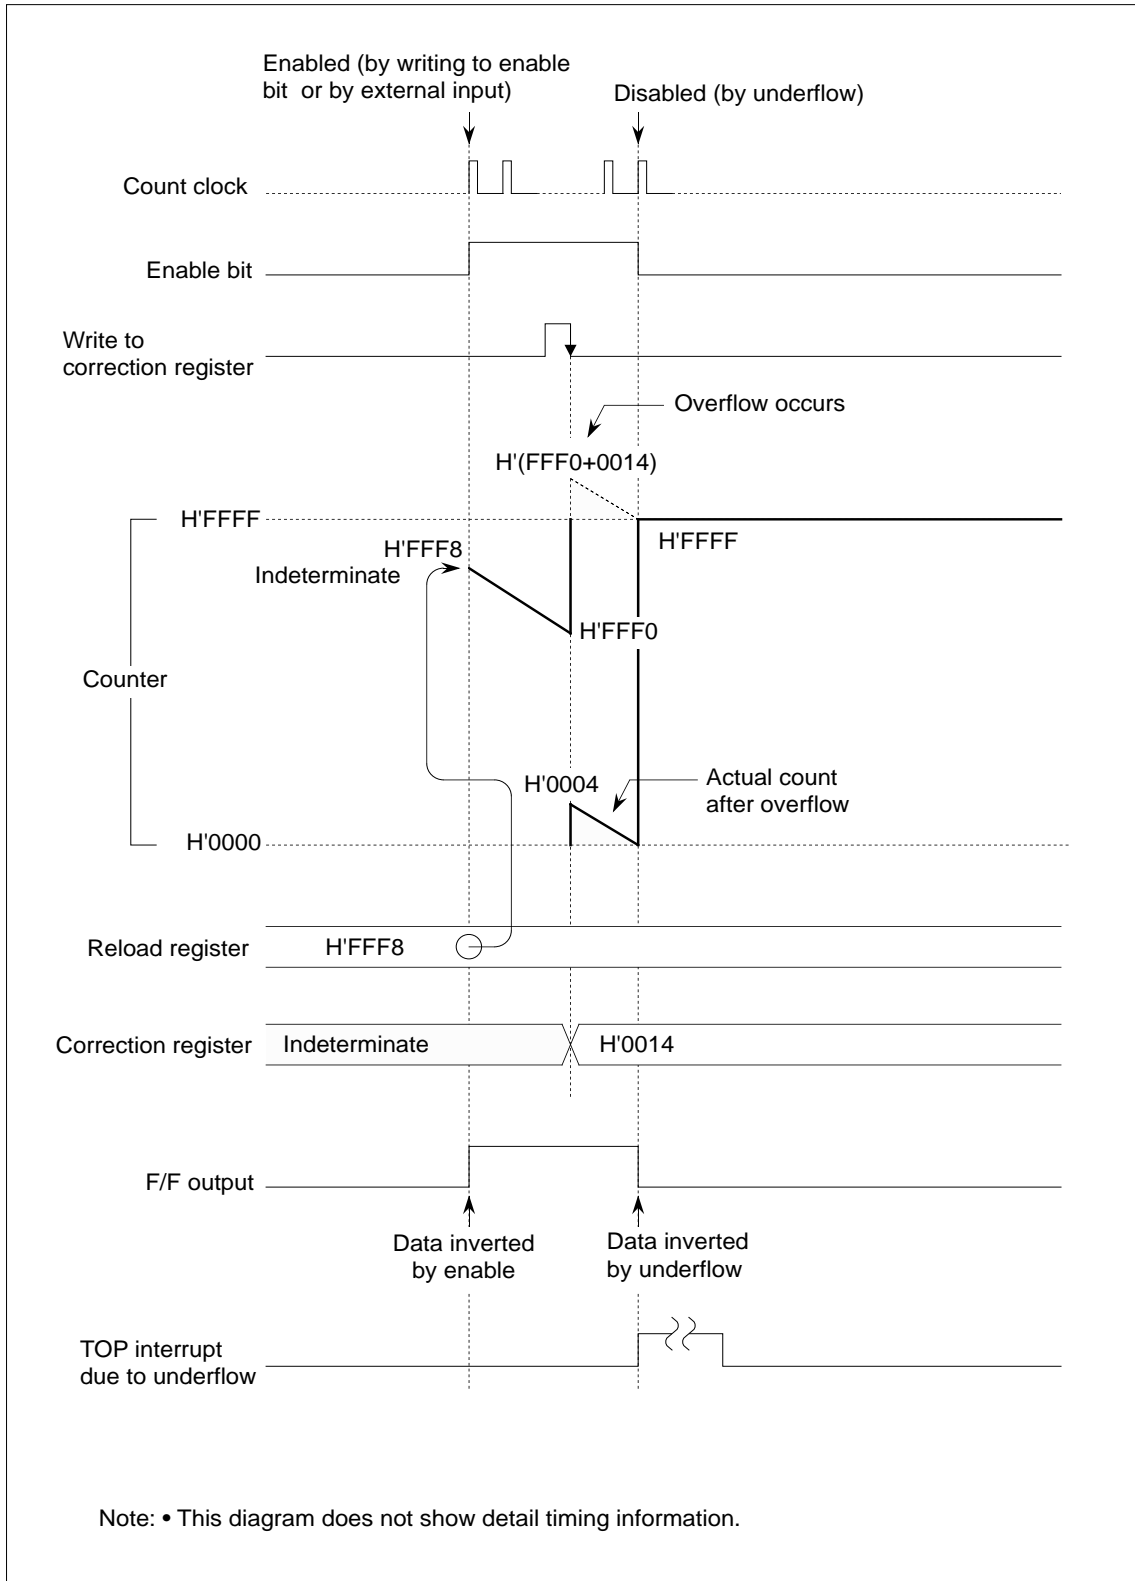 Enabled (by writing to enable
bit or by external input)
Disabled (by underflow)
Count clock
Enable bit
Write to
correction register
Overflow occurs
H'(FFF0+0014)
H'FFFF
H'FFFF
H'FFF8
Indeterminate
H'FFF0
Counter
H'0004
Actual count
after overflow
H'0000
Reload register
H'FFF8
Correction register
Indeterminate
H'0014
F/F output
Data inverted
by enable
Data inverted
by underflow
TOP interrupt
due to underflow
Note: • This diagram does not show detail timing information.